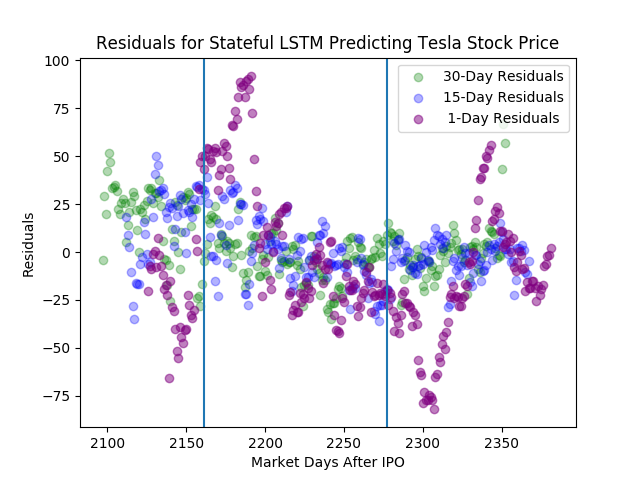 Residuals for Stateful LSTM Predicting Tesla Stock Price
100
75
50
25
0
−25
−50
−75
Residuals
30-Day Residuals
15-Day Residuals
1-Day Residuals
2100 2150 2200 2250 2300 2350
Market Days After IPO